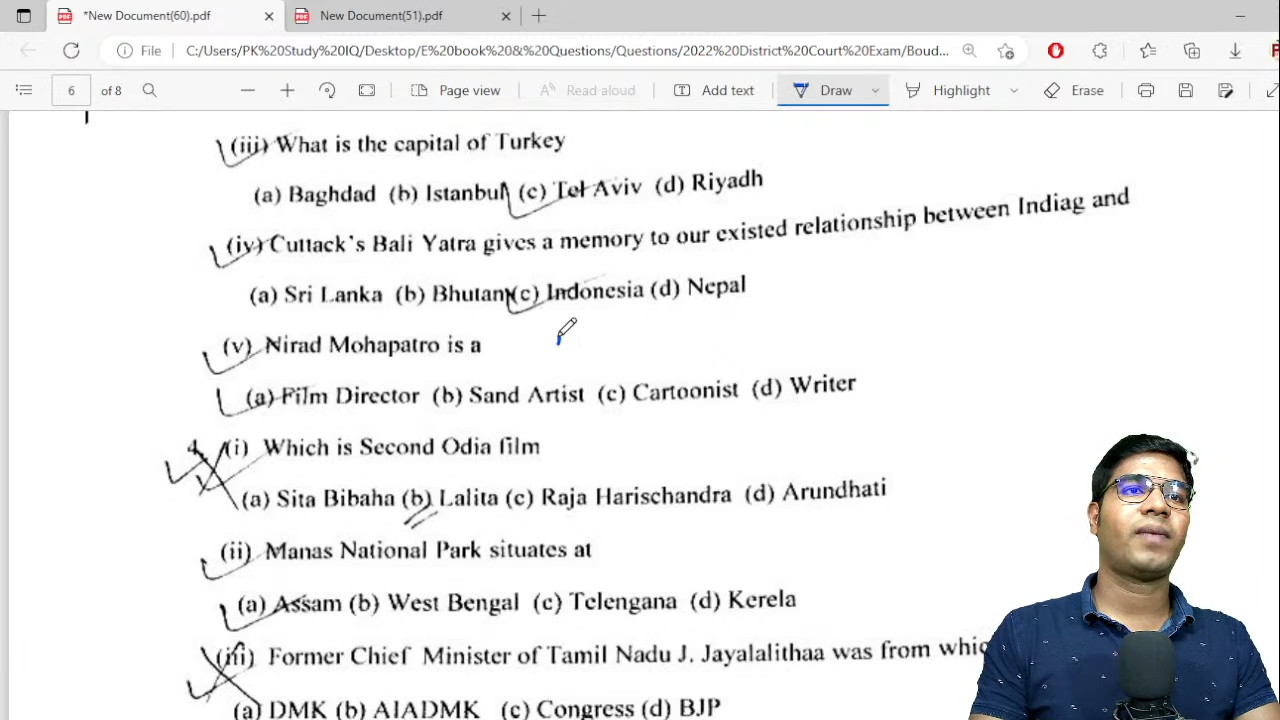 *New Document(60).pdf
New Document(51).pdf
File
C:/Users/PK%20Study%20IQ/Desktop/E%20book%20&%20Questions/Questions/2022%20District%20Court%20Exam/Boud...
6
of 8
Page view
Read aloud
Add text
Draw
Highlight
Erase
(iii) What is the capital of Turkey
(a) Baghdad (b) Istanbul (c) Tel Aviv (d) Riyadh
(iv) Cuttack's Bali Yatra gives a memory to our existed relationship between Indiag and
(a) Sri Lanka (b) Bhutan (c) Indonesia (d) Nepal
(v) Nirad Mohapatro is a
(a) Film Director (b) Sand Artist (c) Cartoonist (d) Writer
4. (i) Which is Second Odia film
(a) Sita Bibaha (b) Lalita (c) Raja Harischandra (d) Arundhati
(ii) Manas National Park situates at
(a) Assam (b) West Bengal (c) Telengana (d) Kerela
(iii) Former Chief Minister of Tamil Nadu J. Jayalalithaa was from whic
(a) DMK (b) AIADMK (c) Congress (d) BJP